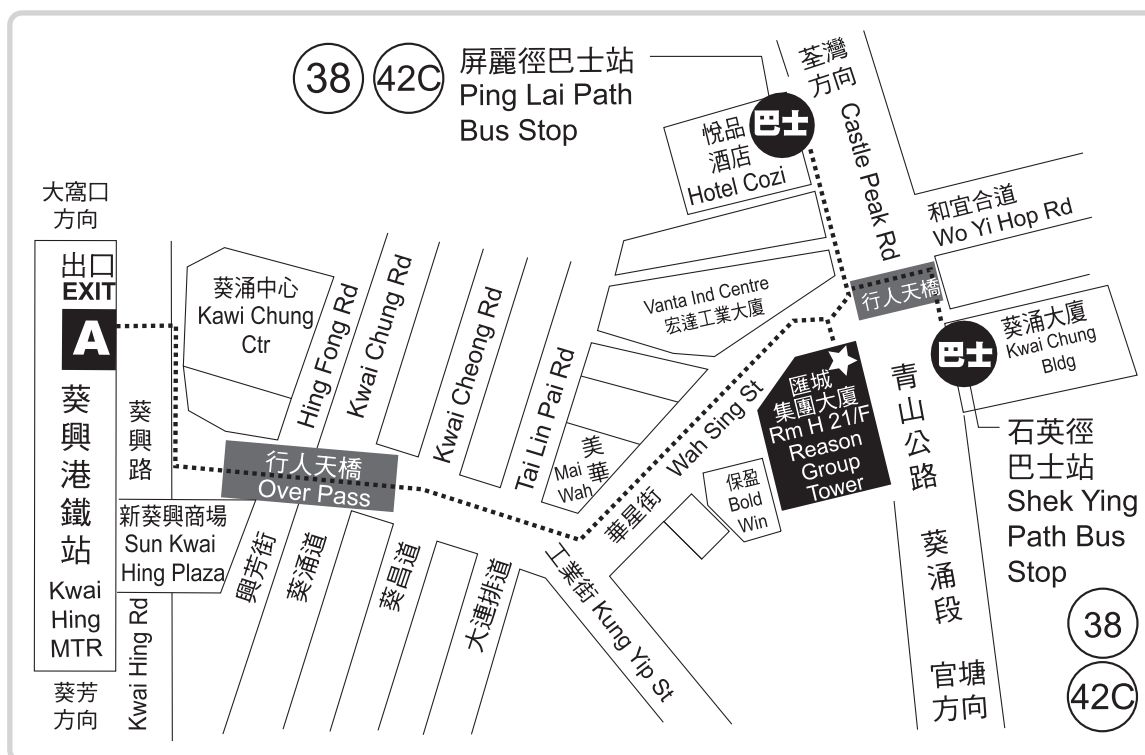 38
42C
屏麗徑巴士站
Ping Lai Path
Bus Stop
荃灣
方向
Castle Peak Rd
巴士
悅品
酒店
Hotel Cozi
和宜合道
Wo Yi Hop Rd
大窩口
方向
出口
EXIT
A
葵興港鐵站
Kwai
Hing
MTR
葵芳
方向
葵興路
Kwai Hing Rd
葵涌中心
Kawi Chung
Ctr
Hing Fong Rd
Kwai Chung Rd
Kwai Cheong Rd
Tai Lin Pai Rd
行人天橋
Over Pass
新葵興商場
Sun Kwai
Hing Plaza
興芳街
葵涌道
葵昌道
大連排道
工業街 Kung Yip St
美華
Mai
Wah
華星街 Wah Sing St
Vanta Ind Centre
宏達工業大廈
行人天橋
匯城
集團大廈
Rm H 21/F
Reason
Group
Tower
保盈
Bold
Win
巴士
葵涌大廈
Kwai Chung
Bldg
青山公路
葵涌段
官塘
方向
石英徑
巴士站
Shek Ying
Path Bus
Stop
38
42C